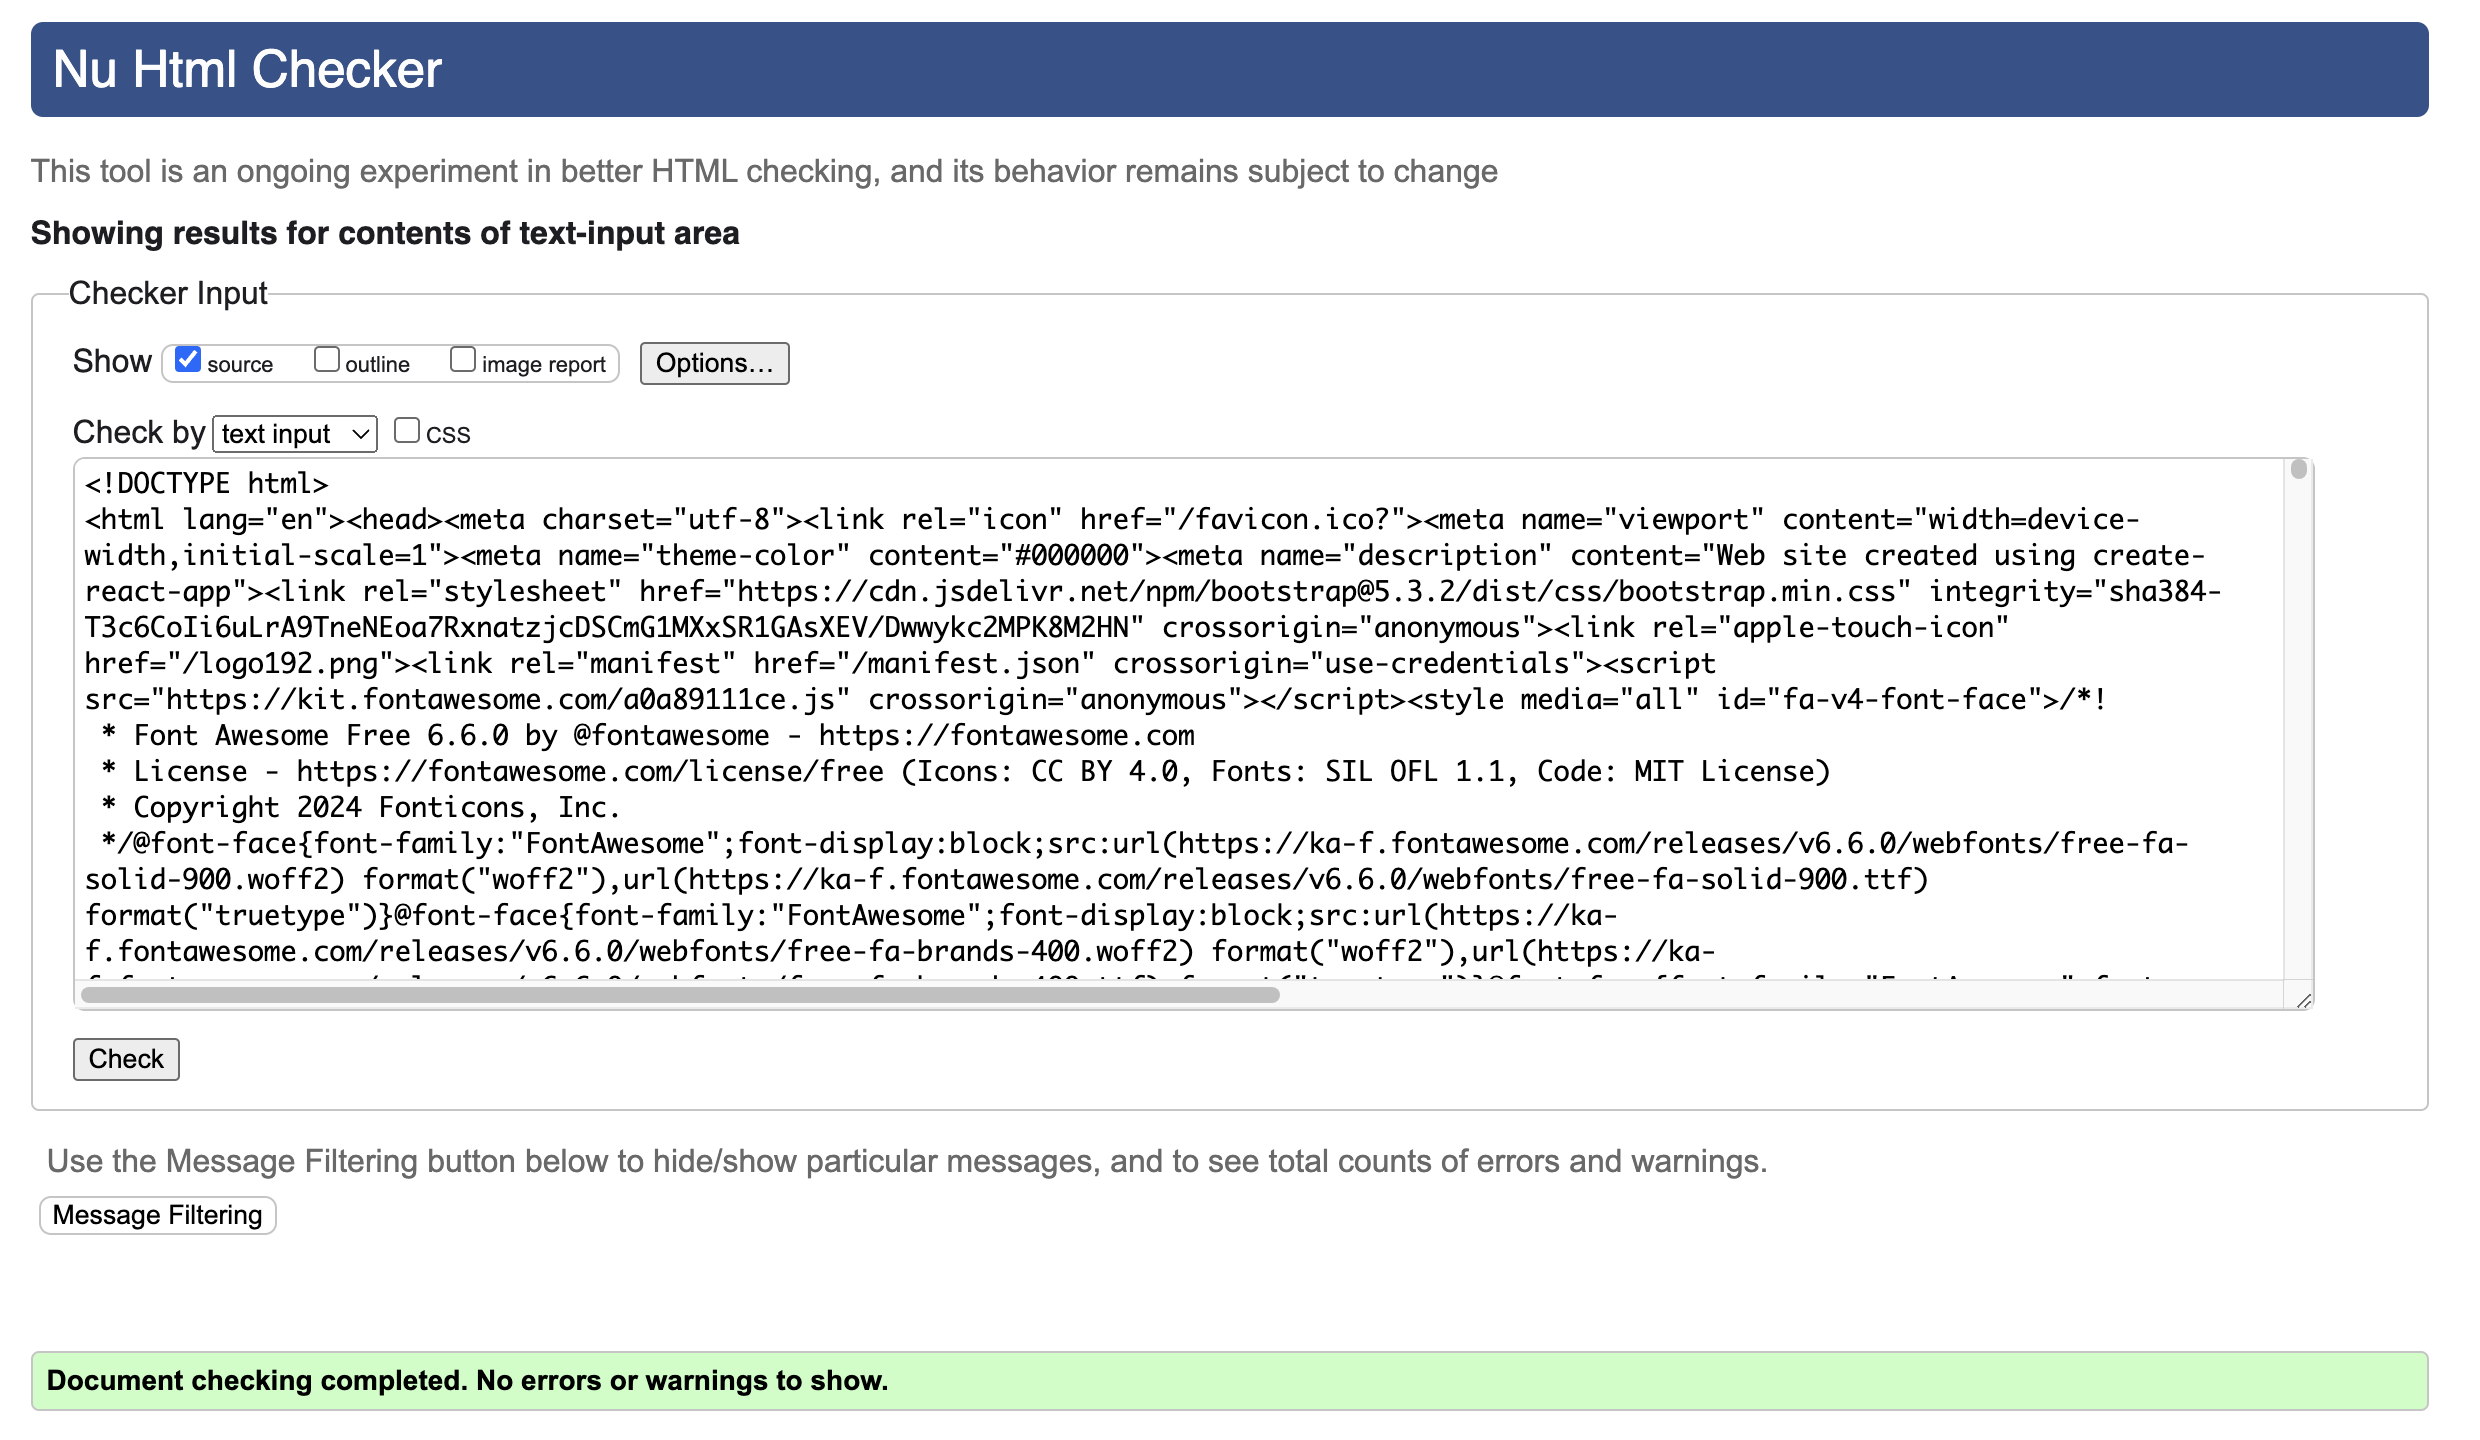 Nu Html Checker
This tool is an ongoing experiment in better HTML checking, and its behavior remains subject to change
Showing results for contents of text-input area
Checker Input
Show source outline image report Options...
Check by text input CSS
<!DOCTYPE html>
<html lang="en"><head><meta charset="utf-8"><link rel="icon" href="/favicon.ico?"><meta name="viewport" content="width=device-
width,initial-scale=1"><meta name="theme-color" content="#000000"><meta name="description" content="Web site created using create-
react-app"><link rel="stylesheet" href="https://cdn.jsdelivr.net/npm/bootstrap@5.3.2/dist/css/bootstrap.min.css" integrity="sha384-
T3c6CoIi6uLrA9TneNEoa7RxnatzjcDSCmG1MXxSR1GAsXEV/Dwwykc2MPK8M2HN" crossorigin="anonymous"><link rel="apple-touch-icon"
href="/logo192.png"><link rel="manifest" href="/manifest.json" crossorigin="use-credentials"><script
src="https://kit.fontawesome.com/a0a89111ce.js" crossorigin="anonymous"></script><style media="all" id="fa-v4-font-face">/*!
* Font Awesome Free 6.6.0 by @fontawesome - https://fontawesome.com
* License - https://fontawesome.com/license/free (Icons: CC BY 4.0, Fonts: SIL OFL 1.1, Code: MIT License)
* Copyright 2024 Fonticons, Inc.
*/@font-face{font-family:"FontAwesome";font-display:block;src:url(https://ka-f.fontawesome.com/releases/v6.6.0/webfonts/free-fa-
solid-900.woff2) format("woff2"),url(https://ka-f.fontawesome.com/releases/v6.6.0/webfonts/free-fa-solid-900.ttf)
format("truetype")}@font-face{font-family:"FontAwesome";font-display:block;src:url(https://ka-
f.fontawesome.com/releases/v6.6.0/webfonts/free-fa-brands-400.woff2) format("woff2"),url(https://ka-
Check
Use the Message Filtering button below to hide/show particular messages, and to see total counts of errors and warnings.
Message Filtering
Document checking completed. No errors or warnings to show.